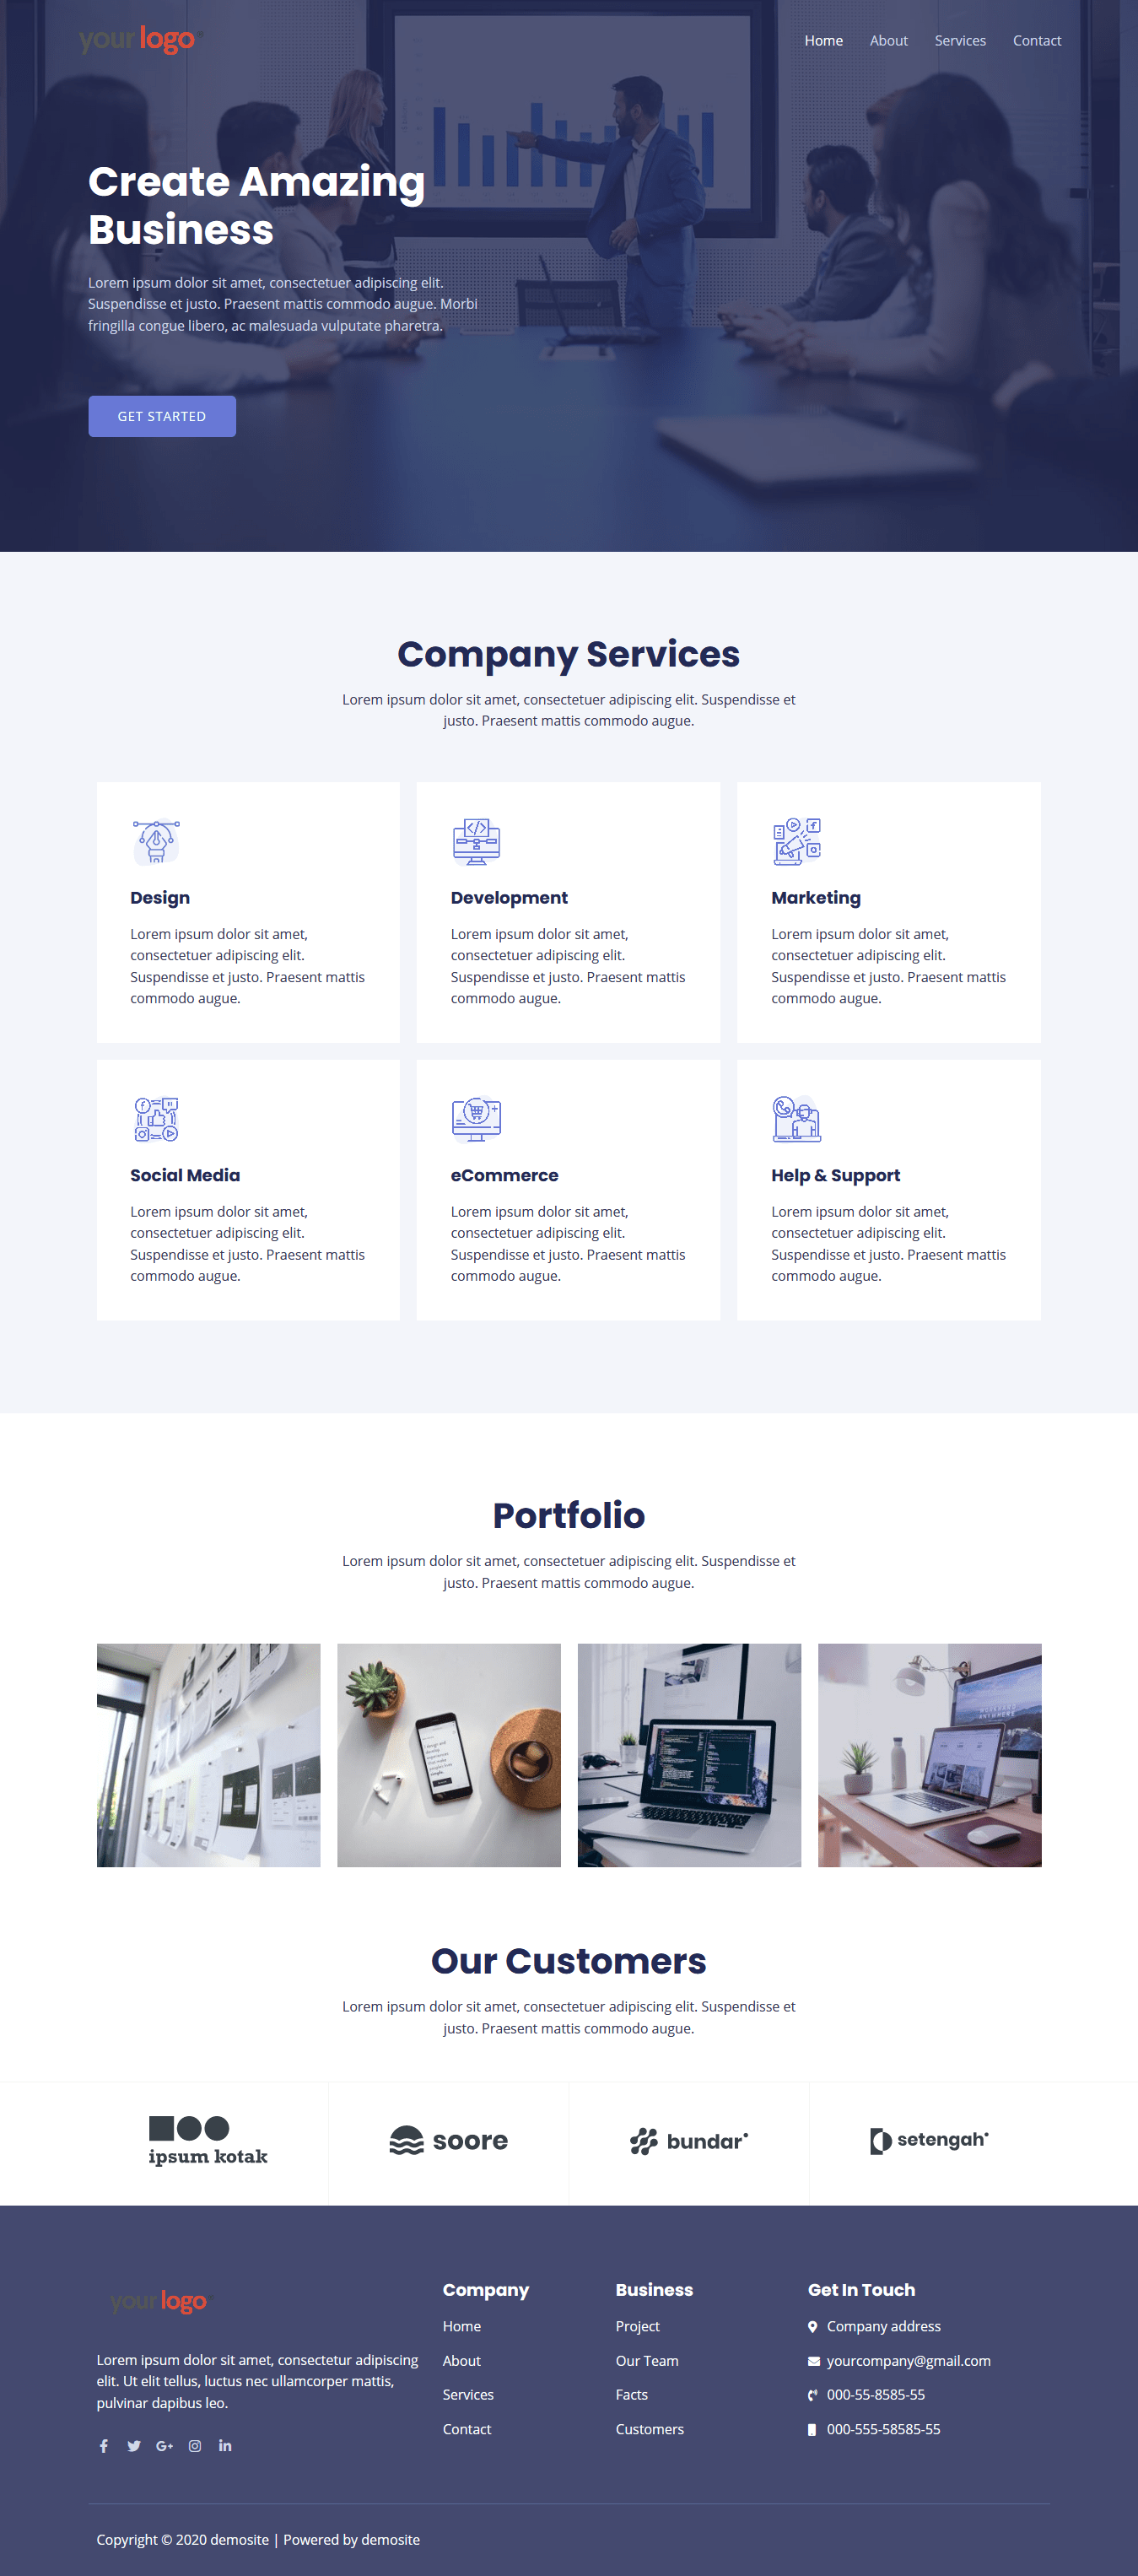 your logo
Home About Services Contact
Create Amazing
Business
Lorem ipsum dolor sit amet, consectetuer adipiscing elit.
Suspendisse et justo. Praesent mattis commodo augue. Morbi
fringilla congue libero, ac malesuada vulputate pharetra.
GET STARTED
Company Services
Lorem ipsum dolor sit amet, consectetuer adipiscing elit. Suspendisse et
justo. Praesent mattis commodo augue.
Design
Lorem ipsum dolor sit amet,
consectetuer adipiscing elit.
Suspendisse et justo. Praesent mattis
commodo augue.
Development
Lorem ipsum dolor sit amet,
consectetuer adipiscing elit.
Suspendisse et justo. Praesent mattis
commodo augue.
Marketing
Lorem ipsum dolor sit amet,
consectetuer adipiscing elit.
Suspendisse et justo. Praesent mattis
commodo augue.
Social Media
Lorem ipsum dolor sit amet,
consectetuer adipiscing elit.
Suspendisse et justo. Praesent mattis
commodo augue.
eCommerce
Lorem ipsum dolor sit amet,
consectetuer adipiscing elit.
Suspendisse et justo. Praesent mattis
commodo augue.
Help & Support
Lorem ipsum dolor sit amet,
consectetuer adipiscing elit.
Suspendisse et justo. Praesent mattis
commodo augue.
Portfolio
Lorem ipsum dolor sit amet, consectetuer adipiscing elit. Suspendisse et
justo. Praesent mattis commodo augue.
Our Customers
Lorem ipsum dolor sit amet, consectetuer adipiscing elit. Suspendisse et
justo. Praesent mattis commodo augue.
ipsum kotak
soore
bundar
setengah
your logo
Lorem ipsum dolor sit amet, consectetur adipiscing
elit. Ut elit tellus, luctus nec ullamcorper mattis,
pulvinar dapibus leo.
Company
Home
About
Services
Contact
Business
Project
Our Team
Facts
Customers
Get In Touch
Company address
yourcompany@gmail.com
000-55-8585-55
000-555-58585-55
Copyright © 2020 demosite | Powered by demosite